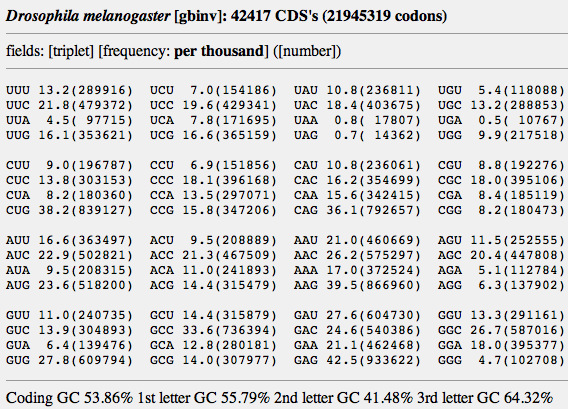 Drosophila melanogaster [gbinv]: 42417 CDS's (21945319 codons)
fields: [triplet] [frequency: per thousand] ([number])
UUU 13.2(289916) UCU 7.0(154186) UAU 10.8(236811) UGU 5.4(118088)
UUC 21.8(479372) UCC 19.6(429341) UAC 18.4(403675) UGC 13.2(288853)
UUA 4.5( 97715) UCA 7.8(171695) UAA 0.8( 17807) UGA 0.5( 10767)
UUG 16.1(353621) UCG 16.6(365159) UAG 0.7( 14362) UGG 9.9(217518)
CUU 9.0(196787) CCU 6.9(151856) CAU 10.8(236061) CGU 8.8(192276)
CUC 13.8(303153) CCC 18.1(396168) CAC 16.2(354699) CGC 18.0(395106)
CUA 8.2(180360) CCA 13.5(297071) CAA 15.6(342415) CGA 8.4(185119)
CUG 38.2(839127) CCG 15.8(347206) CAG 36.1(792657) CGG 8.2(180473)
AUU 16.6(363497) ACU 9.5(208889) AAU 21.0(460669) AGU 11.5(252555)
AUC 22.9(502821) ACC 21.3(467509) AAC 26.2(575297) AGC 20.4(447808)
AUA 9.5(208315) ACA 11.0(241893) AAA 17.0(372524) AGA 5.1(112784)
AUG 23.6(518200) ACG 14.4(315479) AAG 39.5(866960) AGG 6.3(137902)
GUU 11.0(240735) GCU 14.4(315879) GAU 27.6(604730) GGU 13.3(291161)
GUC 13.9(304893) GCC 33.6(736394) GAC 24.6(540386) GGC 26.7(587016)
GUA 6.4(139476) GCA 12.8(280181) GAA 21.1(462468) GGA 18.0(395377)
GUG 27.8(609794) GCG 14.0(307977) GAG 42.5(933622) GGG 4.7(102708)
Coding GC 53.86% 1st letter GC 55.79% 2nd letter GC 41.48% 3rd letter GC 64.32%